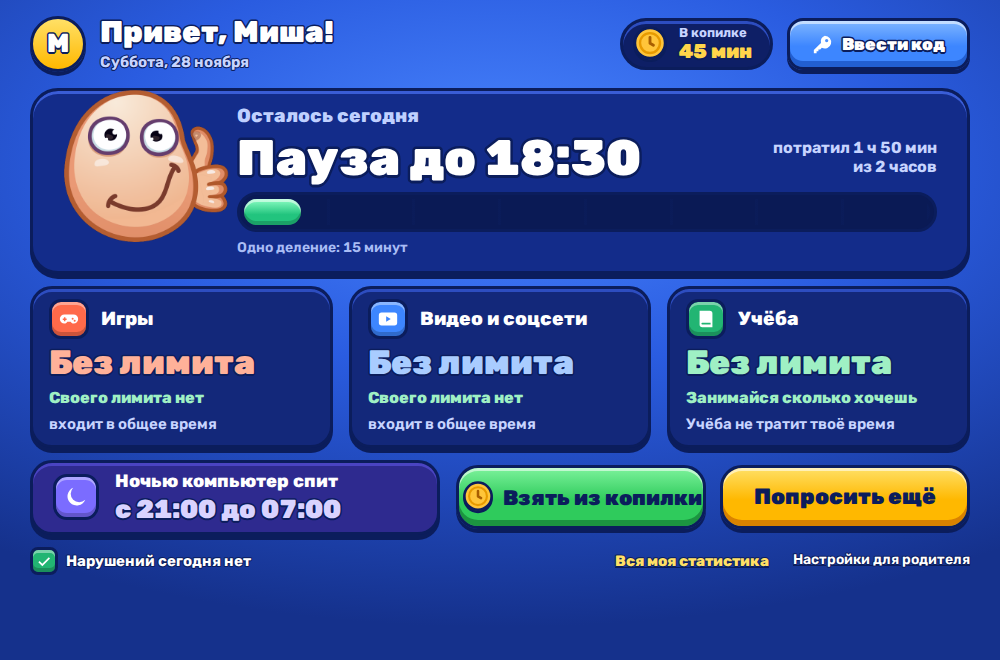 М
Привет, Миша!
Суббота, 28 ноября
В копилке
45 мин
Ввести код
Осталось сегодня
Пауза до 18:30
потратил 1 ч 50 мин
из 2 часов
Одно деление: 15 минут
Игры
Без лимита
Своего лимита нет
входит в общее время
Видео и соцсети
Без лимита
Своего лимита нет
входит в общее время
Учёба
Без лимита
Занимайся сколько хочешь
Учёба не тратит твоё время
Ночью компьютер спит
с 21:00 до 07:00
Взять из копилки
Попросить ещё
Нарушений сегодня нет
Вся моя статистика
Настройки для родителя